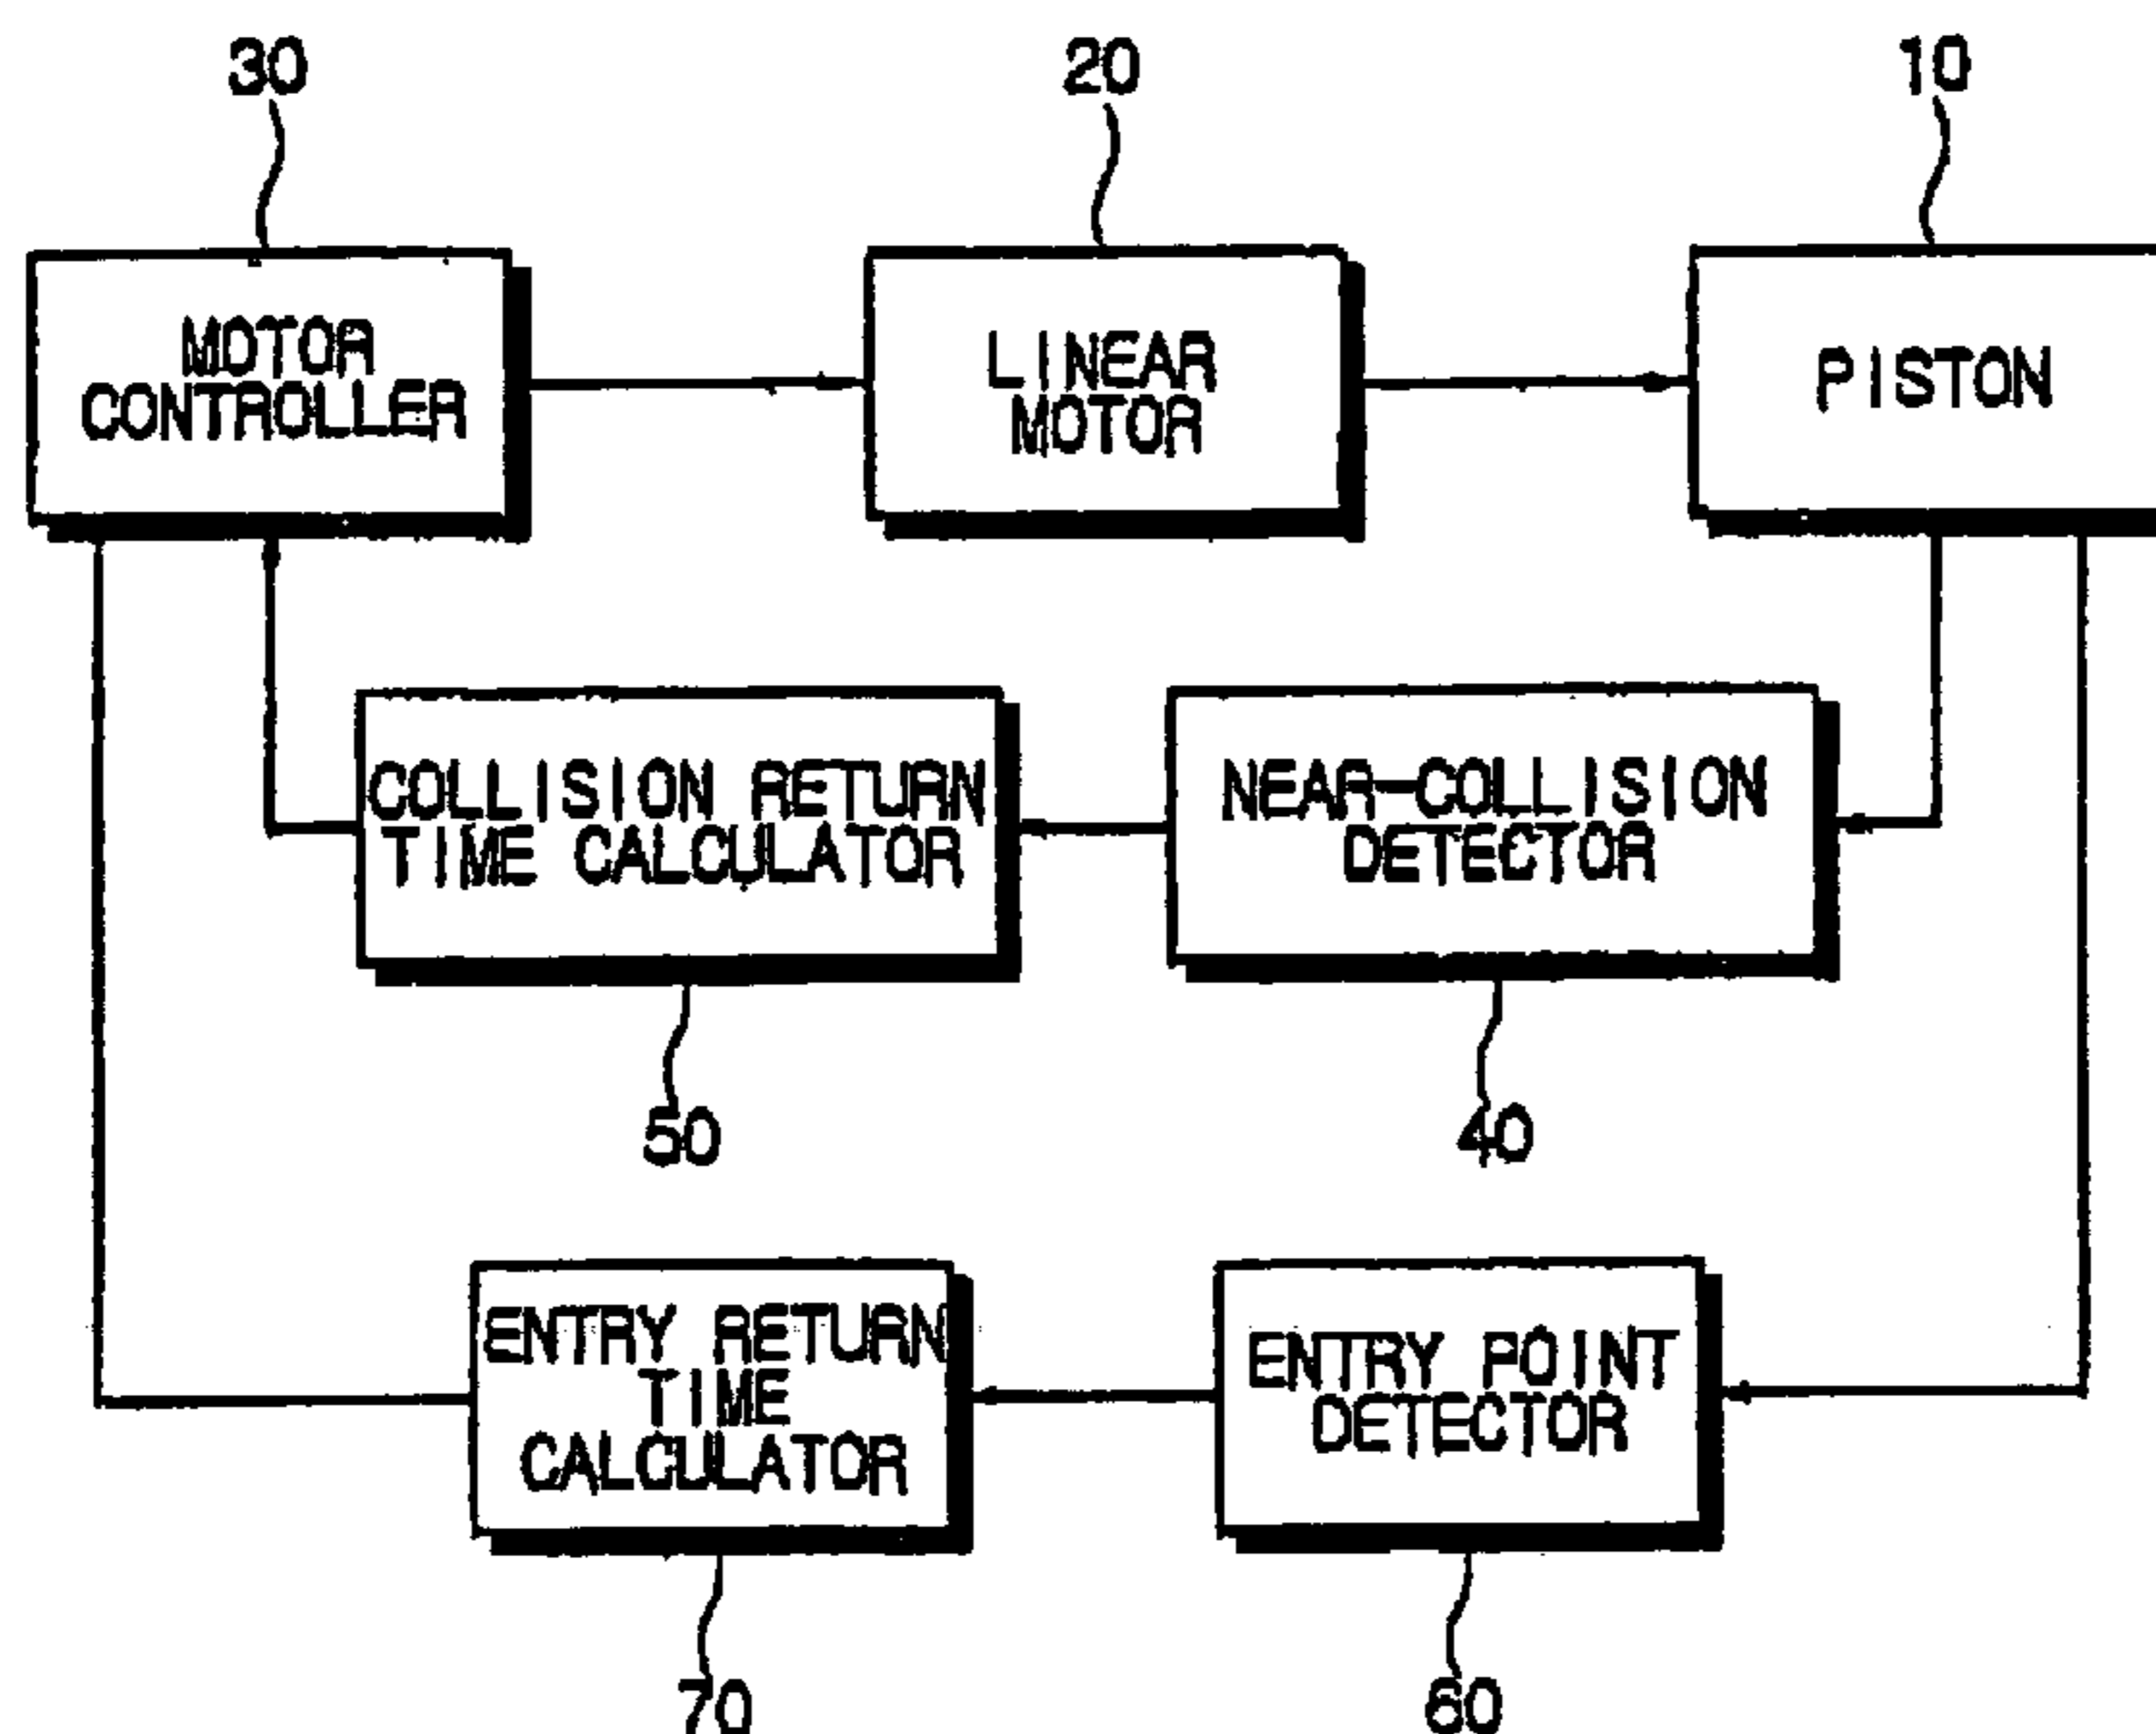 30
20
10
MOTOR
CONTROLLER
LINEAR
MOTOR
PISTON
COLLISION RETURN
TIME CALCULATOR
NEAR-COLLISION
DETECTOR
50
40
ENTRY RETURN
TIME
CALCULATOR
ENTRY POINT
DETECTOR
70
60